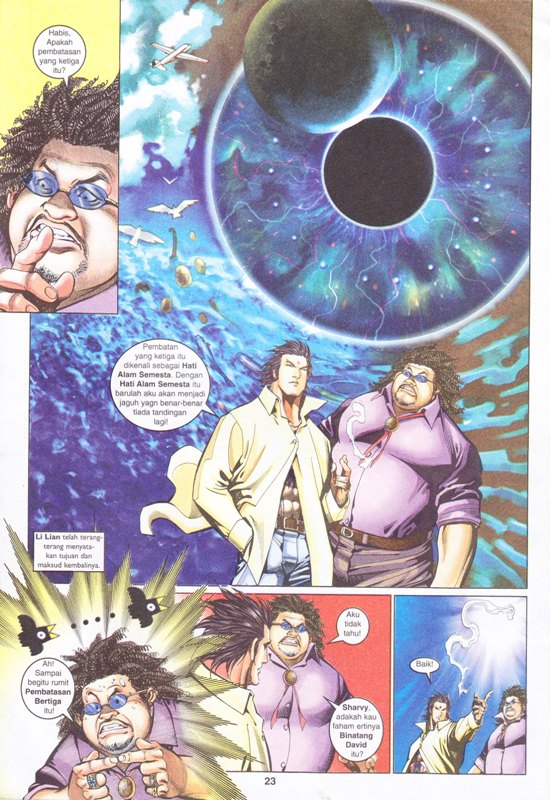 Habis,
Apakah
pembatasan
yang ketiga
itu?
Pembatan
yang ketiga itu
dikenali sebagai Hati
Alam Semesta. Dengan
Hati Alam Semesta itu
barulah aku akan menjadi
jaguh yagn benar-benar
tiada tandingan
lagi!
Li Lian telah terang-
terang menyata-
kan tujuan dan
maksud kembalinya.
Ah!
Sampai
begitu rumit
Pembatasan
Bertiga
itu!
Aku
tidak
tahu!
Sharvy,
adakah kau
faham ertinya
Binatang
David
itu?
Baik!
23